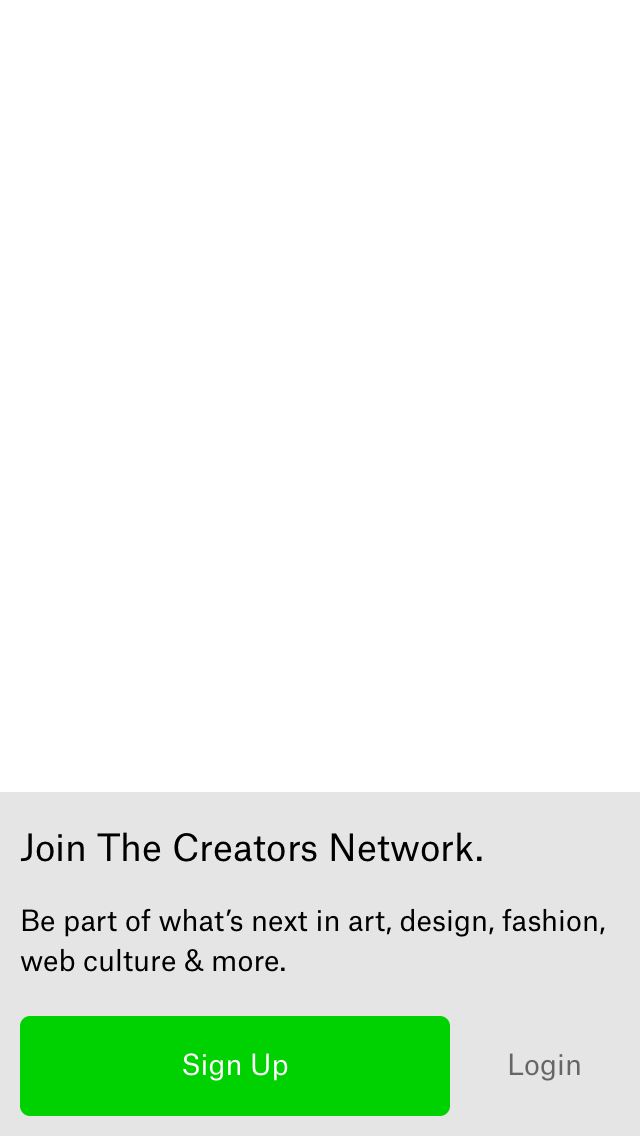 Join The Creators Network.
Be part of what’s next in art, design, fashion,
web culture & more.
Sign Up
Login